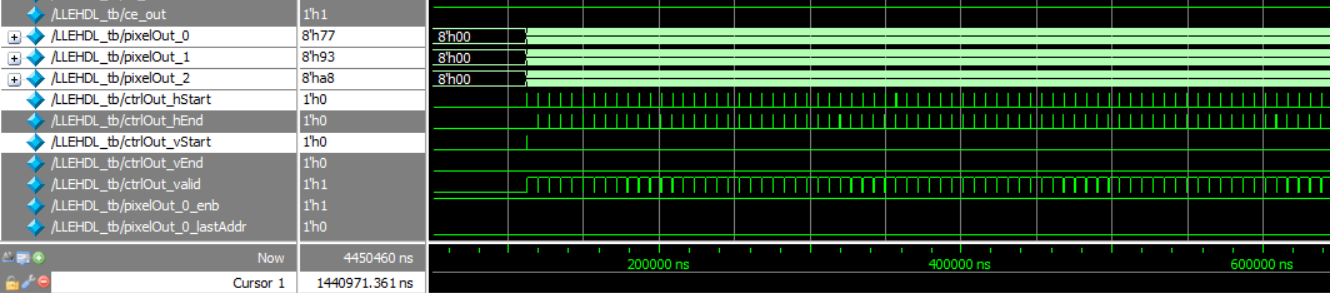 /LLEHDL_tb/ce_out 1'h1
/LLEHDL_tb/pixelOut_0 8'h77 8'h00
/LLEHDL_tb/pixelOut_1 8'h93 8'h00
/LLEHDL_tb/pixelOut_2 8'ha8 8'h00
/LLEHDL_tb/ctrlOut_hStart 1'h0
/LLEHDL_tb/ctrlOut_hEnd 1'h0
/LLEHDL_tb/ctrlOut_vStart 1'h0
/LLEHDL_tb/ctrlOut_vEnd 1'h0
/LLEHDL_tb/ctrlOut_valid 1'h1
/LLEHDL_tb/pixelOut_0_enb 1'h1
/LLEHDL_tb/pixelOut_0_lastAddr 1'h0
Now 4450460 ns 200000 ns 400000 ns 600000 ns
Cursor 1 1440971.361 ns